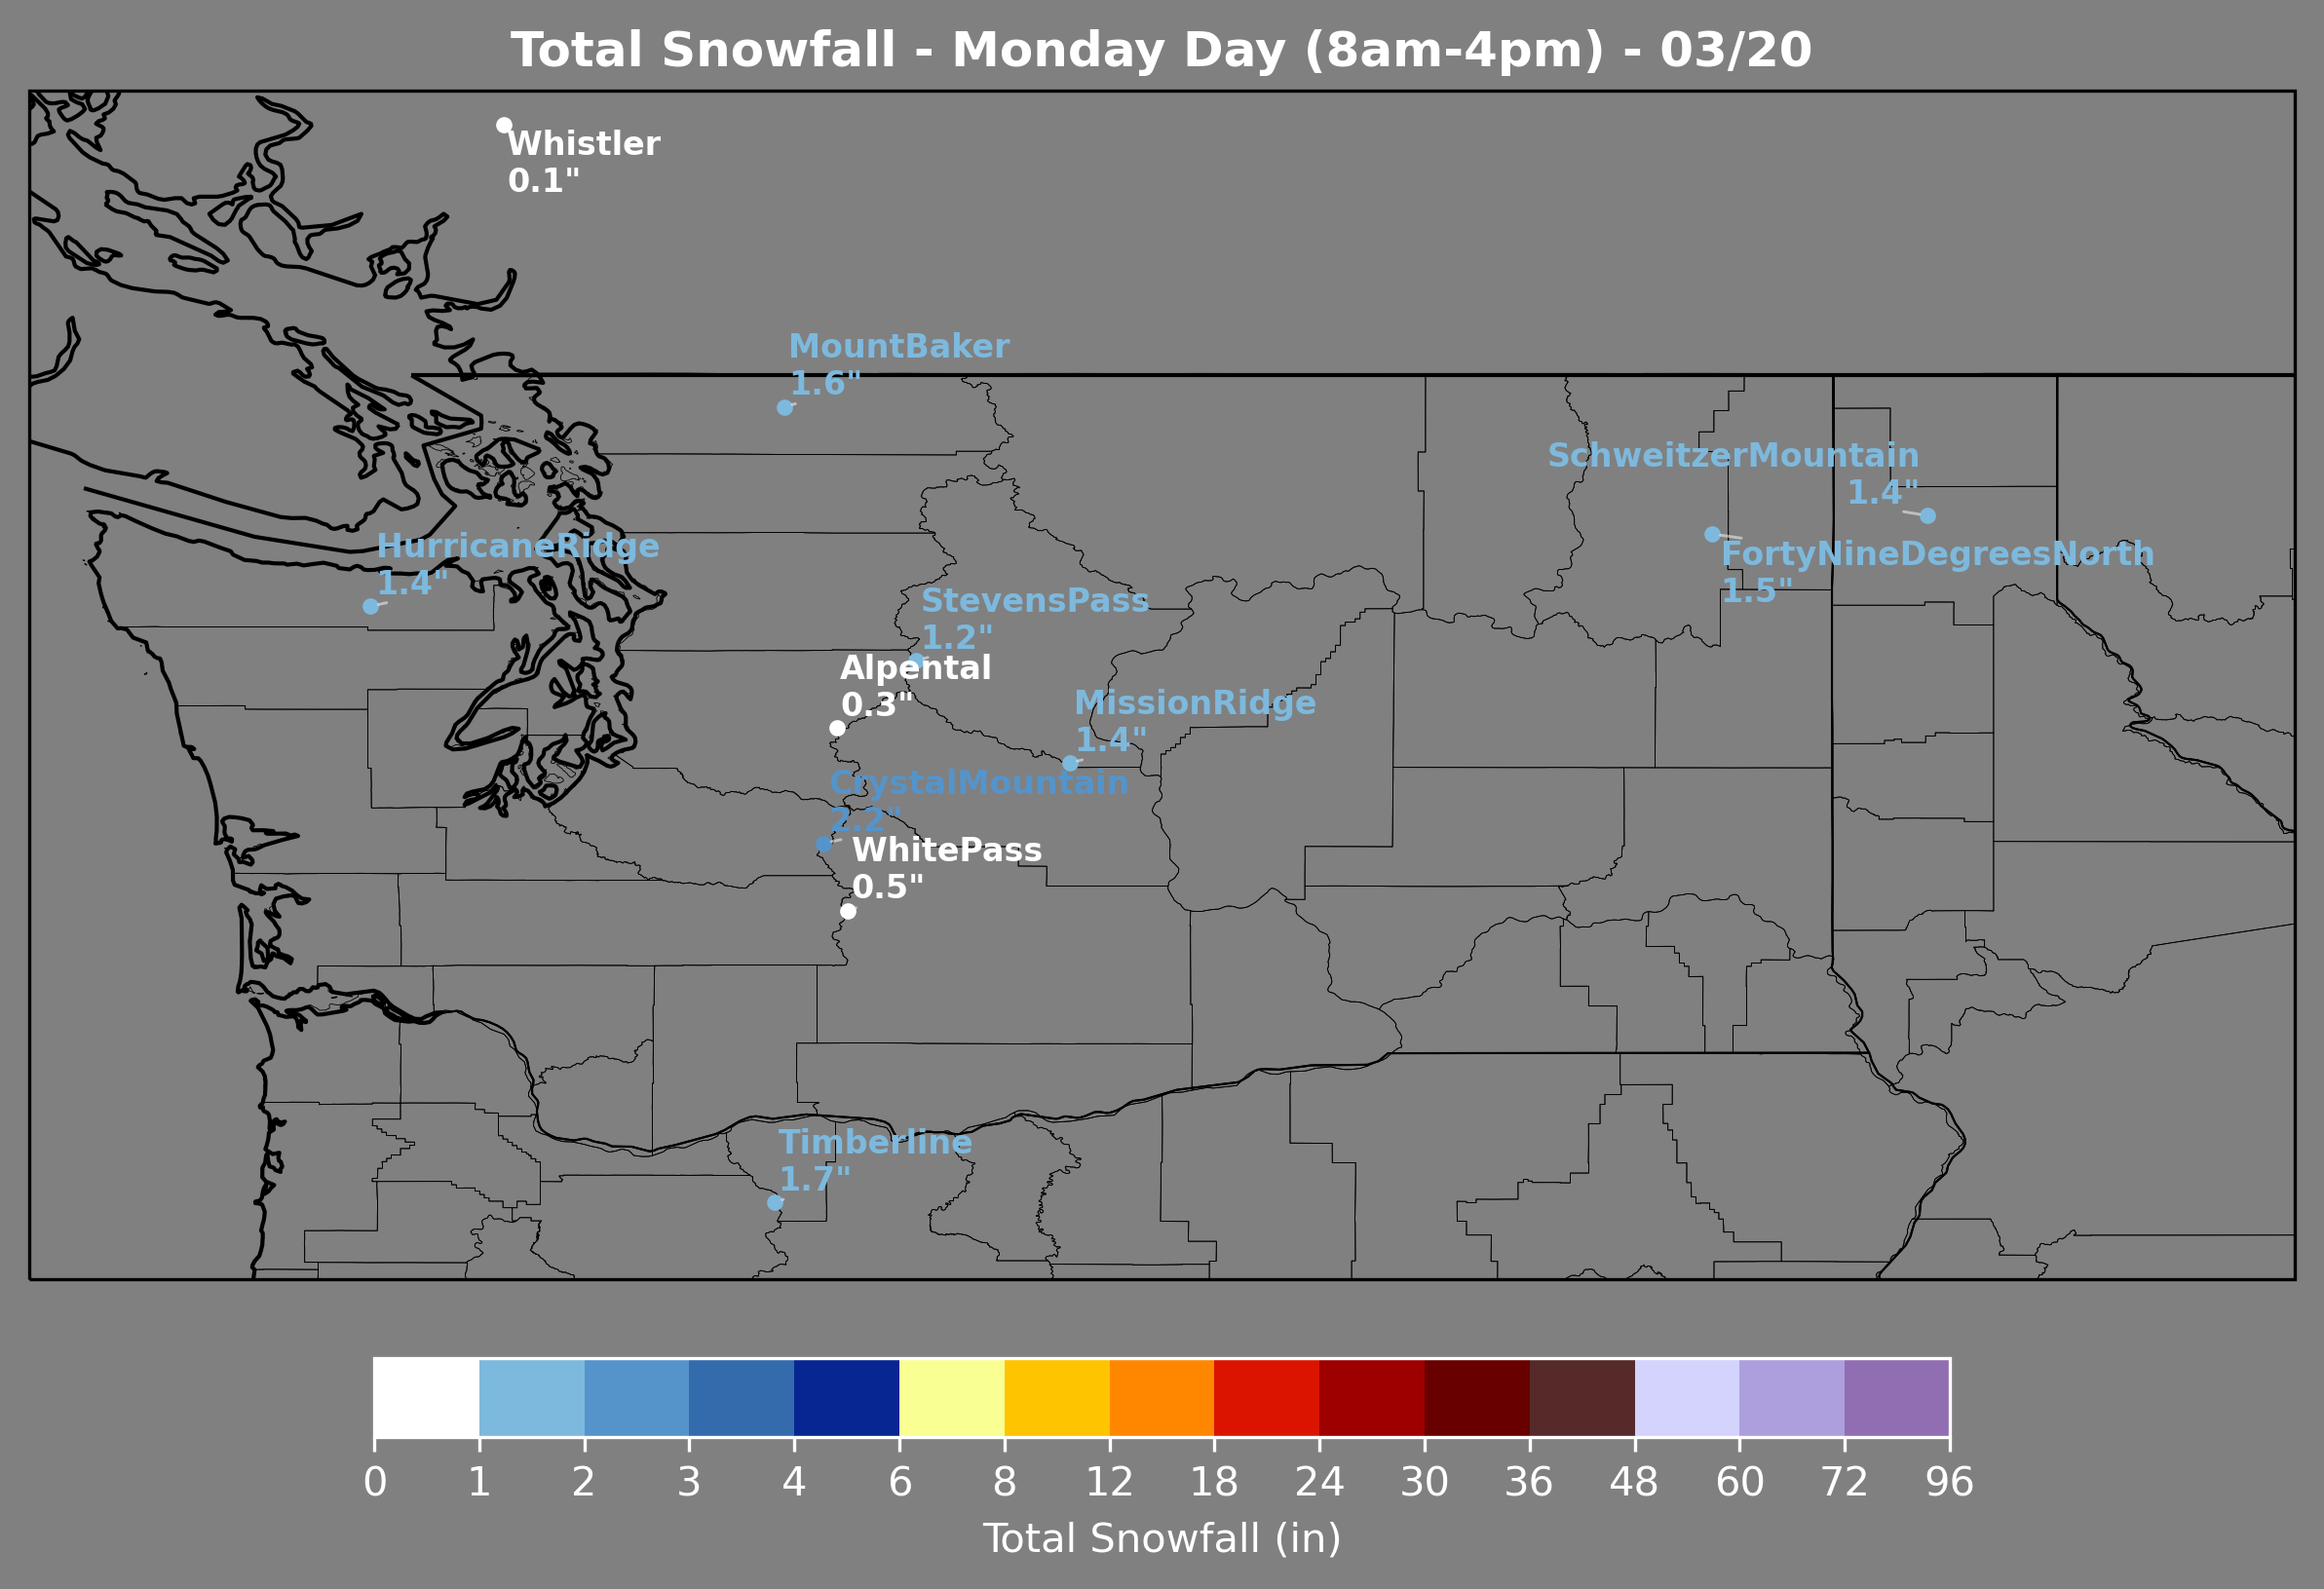 Total Snowfall - Monday Day (8am-4pm) - 03/20
Whistler
0.1"
MountBaker
1.6"
SchweitzerMountain
1.4"
HurricaneRidge
1.4"
FortyNineDegreesNorth
1.5"
StevensPass
1.2"
Alpental
0.3"
MissionRidge
1.4"
CrystalMountain
2.2"
WhitePass
0.5"
Timberline
1.7"
0 1 2 3 4 6 8 12 18 24 30 36 48 60 72 96
Total Snowfall (in)